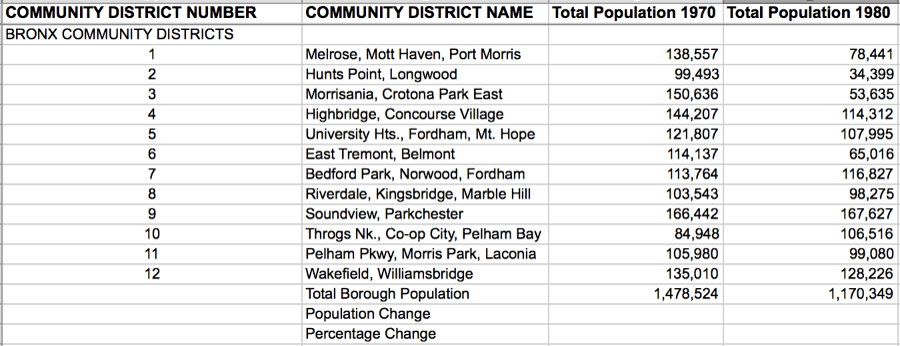 COMMUNITY DISTRICT NUMBER COMMUNITY DISTRICT NAME Total Population 1970 Total Population 1980
BRONX COMMUNITY DISTRICTS
1 Melrose, Mott Haven, Port Morris 138,557 78,441
2 Hunts Point, Longwood 99,493 34,399
3 Morrisania, Crotona Park East 150,636 53,635
4 Highbridge, Concourse Village 144,207 114,312
5 University Hts., Fordham, Mt. Hope 121,807 107,995
6 East Tremont, Belmont 114,137 65,016
7 Bedford Park, Norwood, Fordham 113,764 116,827
8 Riverdale, Kingsbridge, Marble Hill 103,543 98,275
9 Soundview, Parkchester 166,442 167,627
10 Throgs Nk., Co-op City, Pelham Bay 84,948 106,516
11 Pelham Pkwy, Morris Park, Laconia 105,980 99,080
12 Wakefield, Williamsbridge 135,010 128,226
Total Borough Population 1,478,524 1,170,349
Population Change
Percentage Change